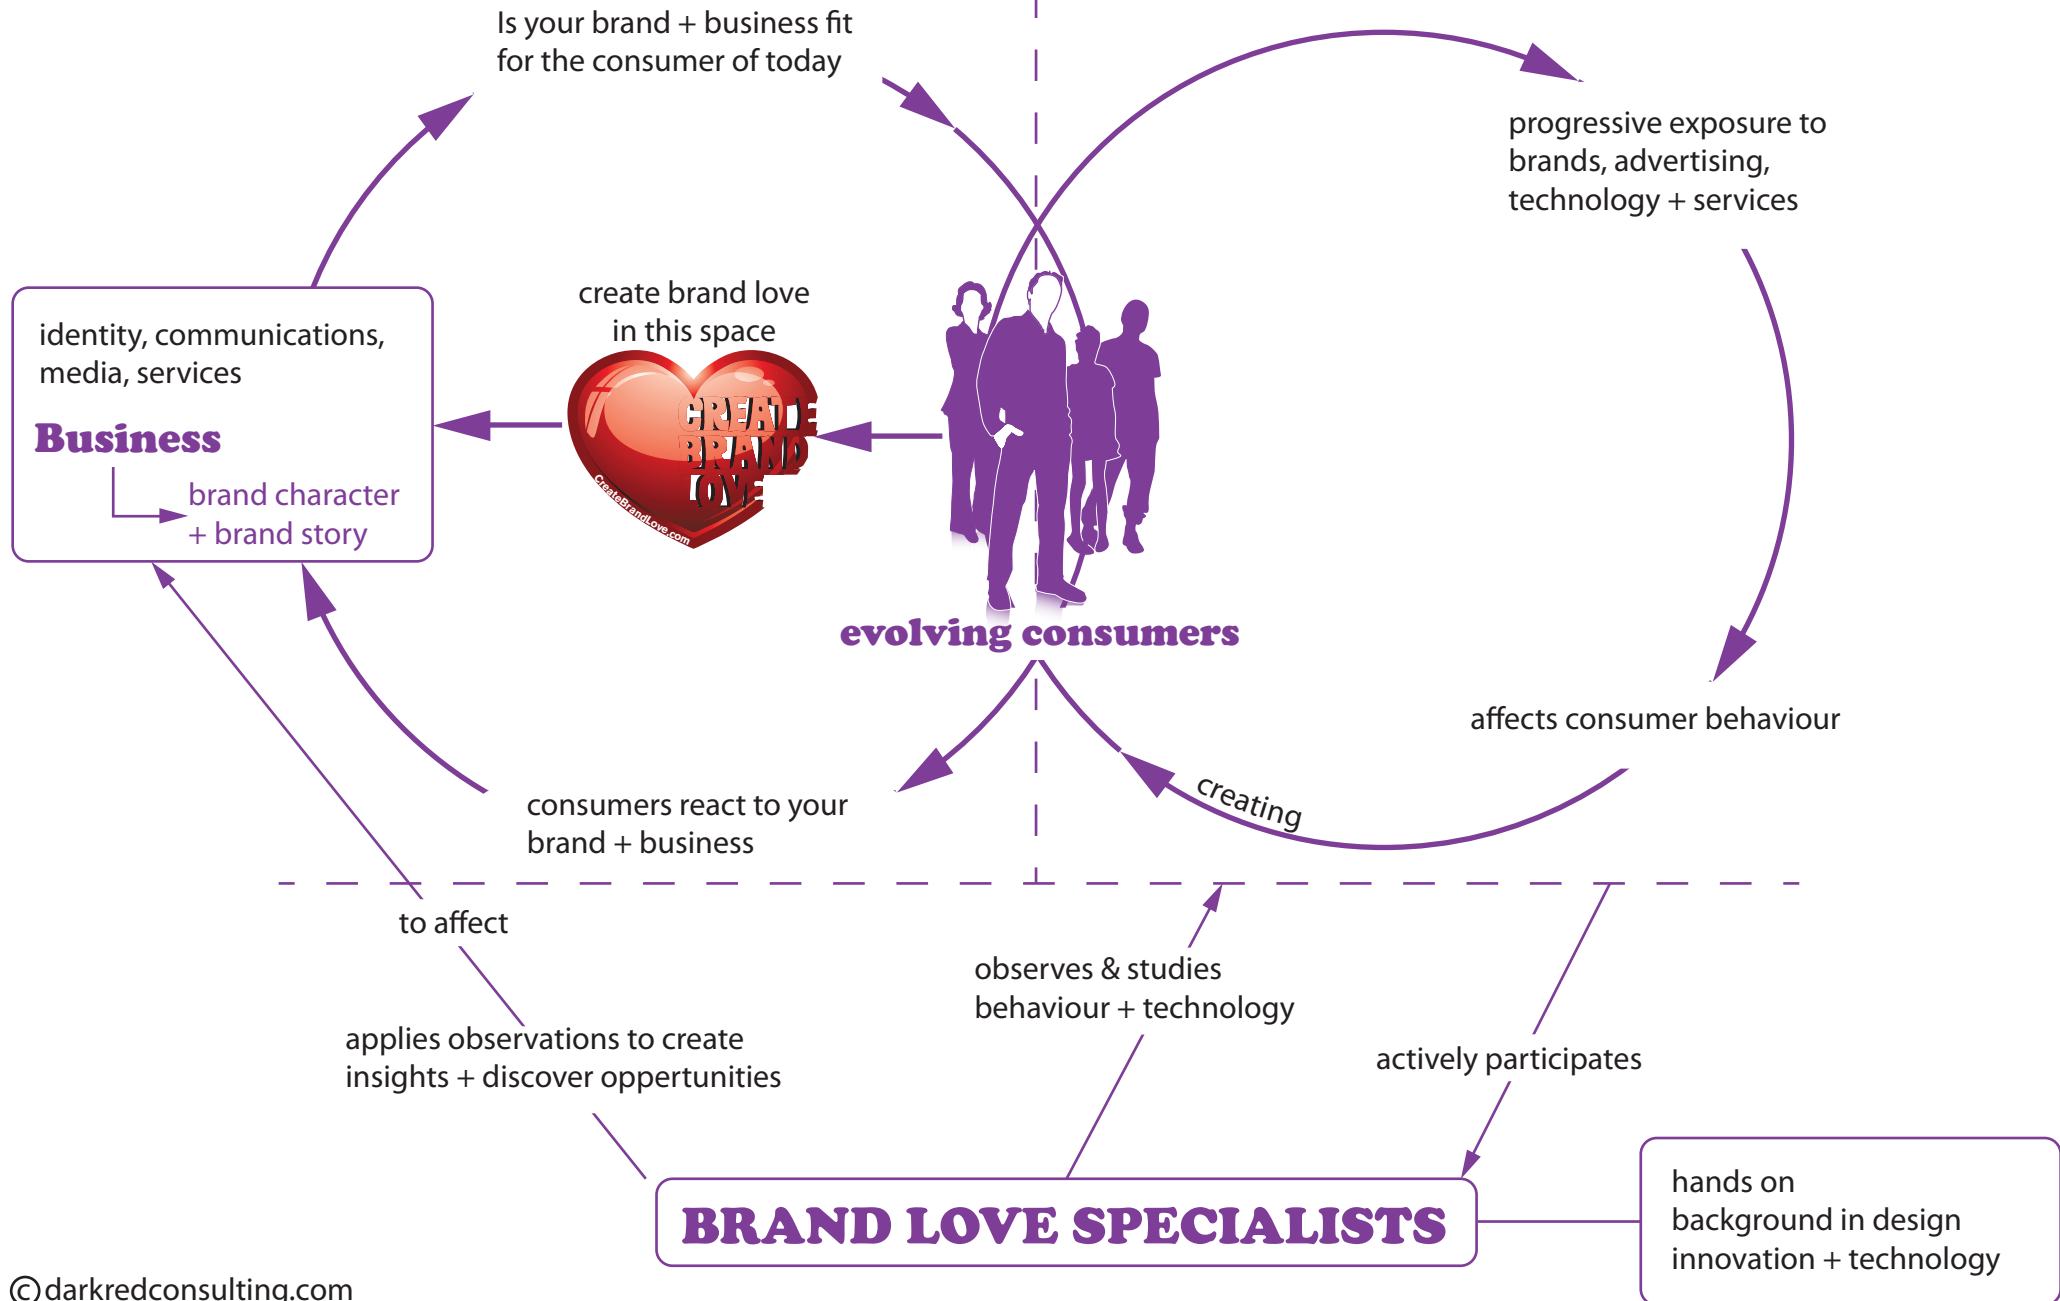 Is your brand + business fit
for the consumer of today
progressive exposure to
brands, advertising,
technology + services
create brand love
in this space
identity, communications,
media, services
Business
brand character
+ brand story
CREATE
BRAND
LOVE
CreateBrandLove.com
evolving consumers
affects consumer behaviour
creating
consumers react to your
brand + business
to affect
observes & studies
behaviour + technology
applies observations to create
insights + discover oppertunities
actively participates
BRAND LOVE SPECIALISTS
hands on
background in design
innovation + technology
©darkredconsulting.com